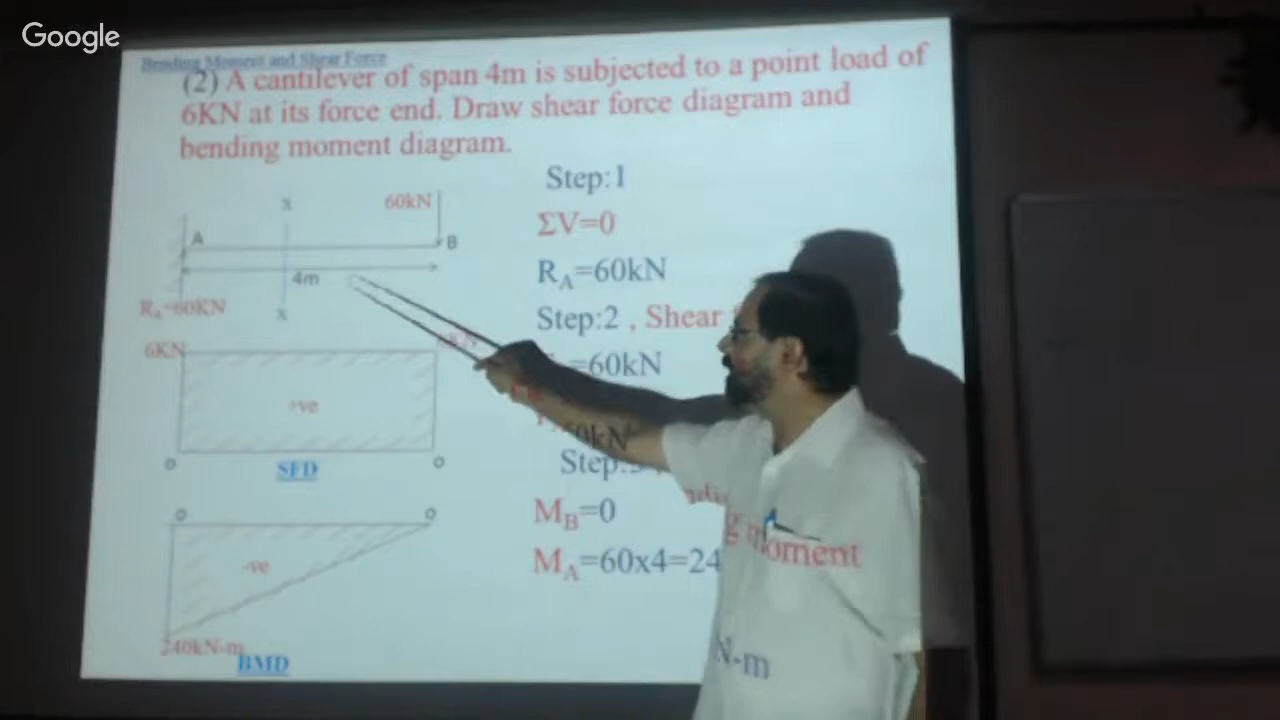 Google
Bending Moment and Shear Force
(2) A cantilever of span 4m is subjected to a point load of
6KN at its force end. Draw shear force diagram and
bending moment diagram.
Step:1
x
60kN
ΣV=0
A
B
4m
RA=60kN
RA=60KN
x
Step:2 , Shear
6KN
=60kN
+ve
60kN
Step:3
O
O
SFD
MB=0
O
O
g moment
MA=60x4=24
-ve
240kN-m
BMD
N-m